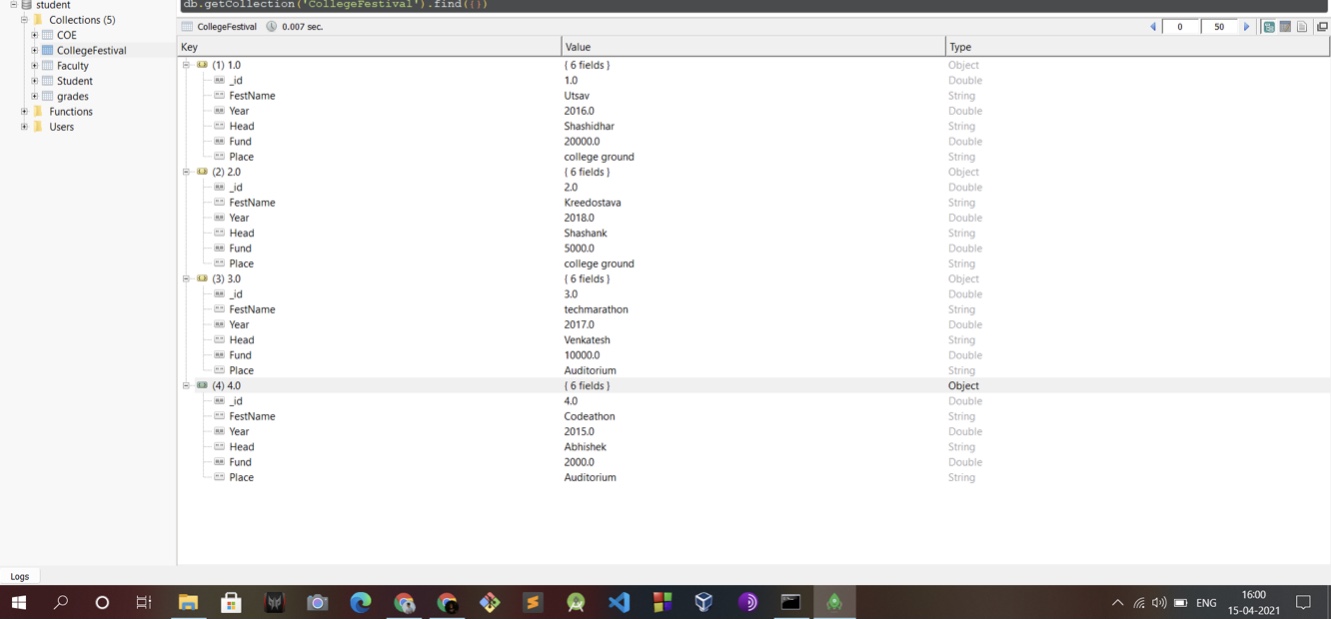 student
db.getCollection('CollegeFestival').find({})
Collections (5)
COE
CollegeFestival
Faculty
Student
grades
Functions
Users
CollegeFestival 0.007 sec.
0 50
Key Value Type
(1) 1.0 { 6 fields } Object
_id 1.0 Double
FestName Utsav String
Year 2016.0 Double
Head Shashidhar String
Fund 20000.0 Double
Place college ground String
(2) 2.0 { 6 fields } Object
_id 2.0 Double
FestName Kreedostava String
Year 2018.0 Double
Head Shashank String
Fund 5000.0 Double
Place college ground String
(3) 3.0 { 6 fields } Object
_id 3.0 Double
FestName techmarathon String
Year 2017.0 Double
Head Venkatesh String
Fund 10000.0 Double
Place Auditorium String
(4) 4.0 { 6 fields } Object
_id 4.0 Double
FestName Codeathon String
Year 2015.0 Double
Head Abhishek String
Fund 2000.0 Double
Place Auditorium String
Logs
ENG
16:00
15-04-2021